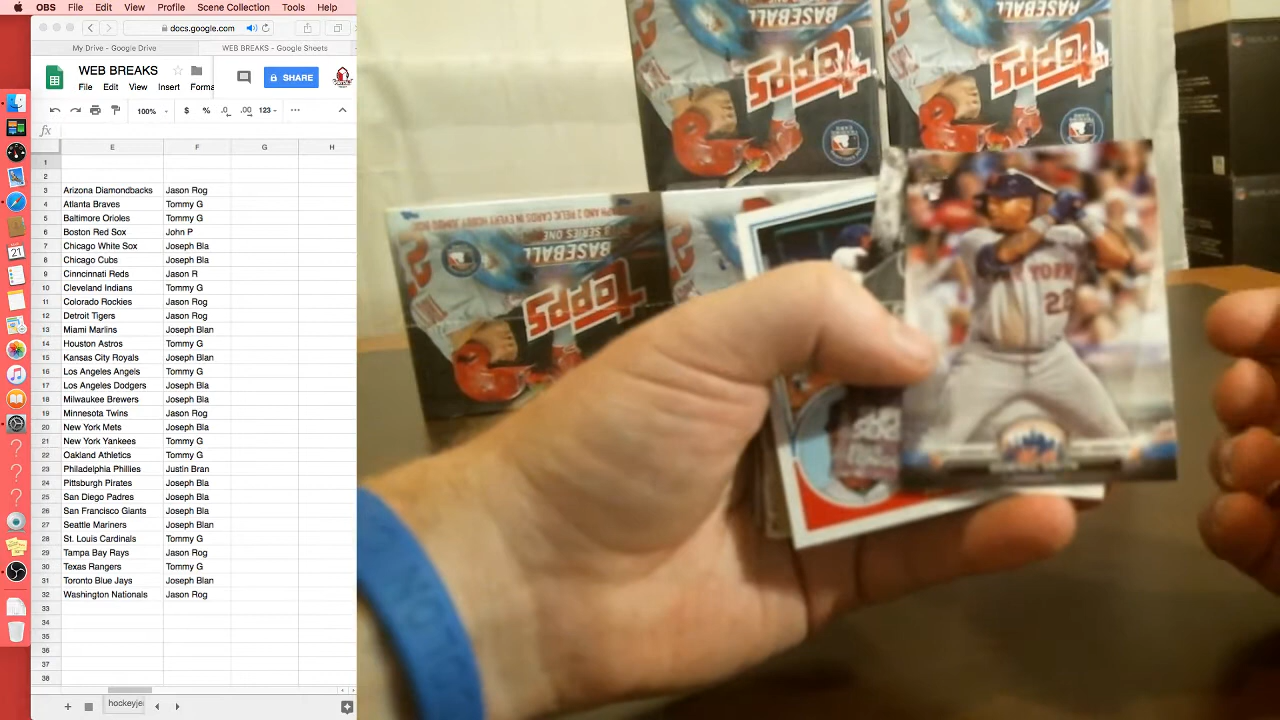 OBS File Edit View Profile Scene Collection Tools Help
docs.google.com
My Drive - Google Drive
WEB BREAKS - Google Sheets
WEB BREAKS
SHARE
File Edit View Insert Forma
100% $ % .0 .00 123
fx
E F G H
1
2
3 Arizona Diamondbacks Jason Rog
4 Atlanta Braves Tommy G
5 Baltimore Orioles Tommy G
6 Boston Red Sox John P
7 Chicago White Sox Joseph Bla
8 Chicago Cubs Joseph Bla
9 Cinncinnati Reds Jason R
10 Cleveland Indians Tommy G
11 Colorado Rockies Jason Rog
12 Detroit Tigers Jason Rog
13 Miami Marlins Joseph Blan
14 Houston Astros Tommy G
15 Kansas City Royals Joseph Blan
16 Los Angeles Angels Tommy G
17 Los Angeles Dodgers Joseph Bla
18 Milwaukee Brewers Joseph Bla
19 Minnesota Twins Jason Rog
20 New York Mets Joseph Bla
21 New York Yankees Tommy G
22 Oakland Athletics Tommy G
23 Philadelphia Phillies Justin Bran
24 Pittsburgh Pirates Joseph Bla
25 San Diego Padres Joseph Bla
26 San Francisco Giants Joseph Bla
27 Seattle Mariners Joseph Blan
28 St. Louis Cardinals Tommy G
29 Tampa Bay Rays Jason Rog
30 Texas Rangers Tommy G
31 Toronto Blue Jays Joseph Blan
32 Washington Nationals Jason Rog
33
34
35
36
37
38
hockeyje
21
BASEBALL
Topps
BASEBALL
Topps
SERIES ONE
BASEBALL
Topps
YORK